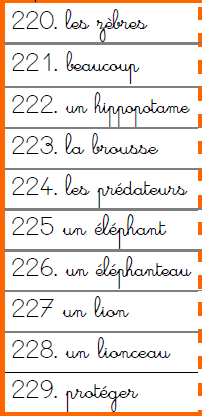 220. les zèbres
221. beaucoup
222. un hippopotame
223. la brousse
224. les prédateurs
225 un éléphant
226. un éléphanteau
227 un lion
228. un lionceau
229. protéger